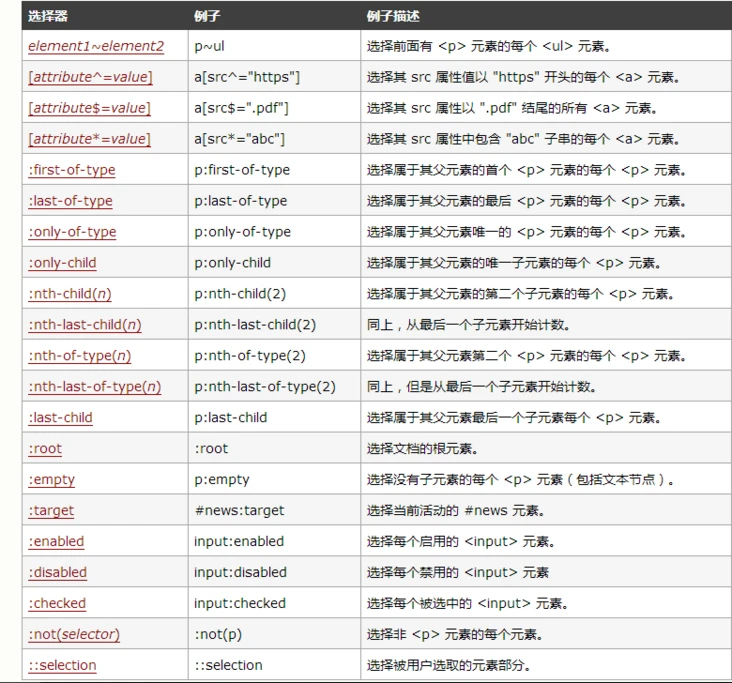 选择器 例子 例子描述
element1~element2 p~ul 选择前面有 <p> 元素的每个 <ul> 元素。
[attribute^=value] a[src^="https"] 选择其 src 属性值以 "https" 开头的每个 <a> 元素。
[attribute$=value] a[src$=".pdf"] 选择其 src 属性以 ".pdf" 结尾的所有 <a> 元素。
[attribute*=value] a[src*="abc"] 选择其 src 属性中包含 "abc" 子串的每个 <a> 元素。
:first-of-type p:first-of-type 选择属于其父元素的首个 <p> 元素的每个 <p> 元素。
:last-of-type p:last-of-type 选择属于其父元素的最后 <p> 元素的每个 <p> 元素。
:only-of-type p:only-of-type 选择属于其父元素唯一的 <p> 元素的每个 <p> 元素。
:only-child p:only-child 选择属于其父元素的唯一子元素的每个 <p> 元素。
:nth-child(n) p:nth-child(2) 选择属于其父元素的第二个子元素的每个 <p> 元素。
:nth-last-child(n) p:nth-last-child(2) 同上，从最后一个子元素开始计数。
:nth-of-type(n) p:nth-of-type(2) 选择属于其父元素第二个 <p> 元素的每个 <p> 元素。
:nth-last-of-type(n) p:nth-last-of-type(2) 同上，但是从最后一个子元素开始计数。
:last-child p:last-child 选择属于其父元素最后一个子元素每个 <p> 元素。
:root :root 选择文档的根元素。
:empty p:empty 选择没有子元素的每个 <p> 元素（包括文本节点）。
:target #news:target 选择当前活动的 #news 元素。
:enabled input:enabled 选择每个启用的 <input> 元素。
:disabled input:disabled 选择每个禁用的 <input> 元素
:checked input:checked 选择每个被选中的 <input> 元素。
:not(selector) :not(p) 选择非 <p> 元素的每个元素。
::selection ::selection 选择被用户选取的元素部分。